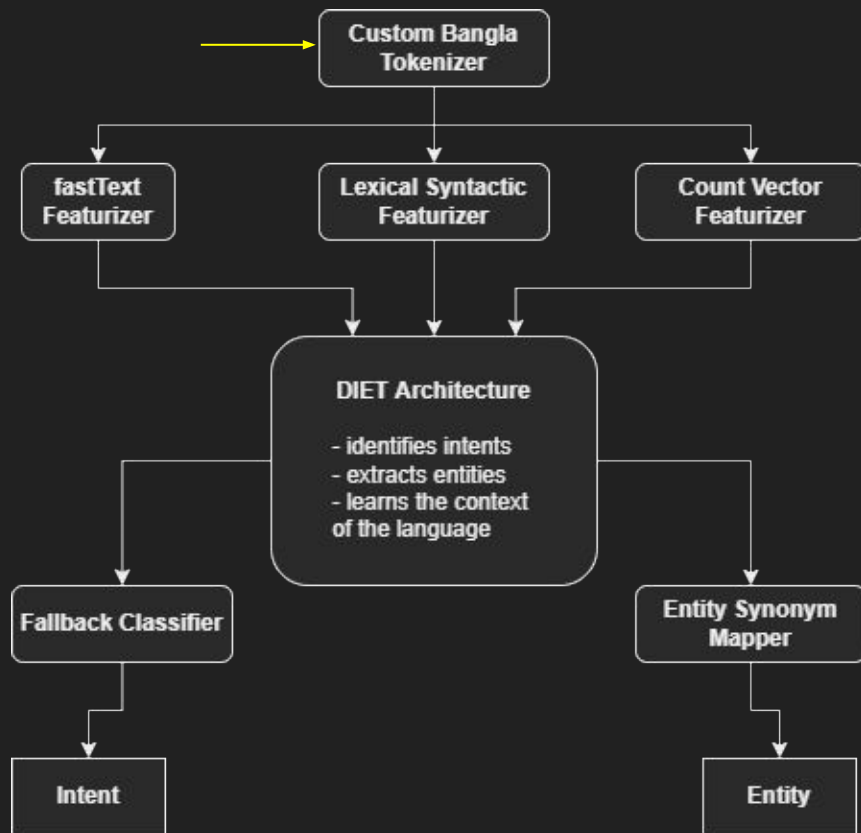 Custom Bangla
Tokenizer
fastText
Featurizer
Lexical Syntactic
Featurizer
Count Vector
Featurizer
DIET Architecture
- identifies intents
- extracts entities
- learns the context
of the language
Fallback Classifier
Entity Synonym
Mapper
Intent
Entity